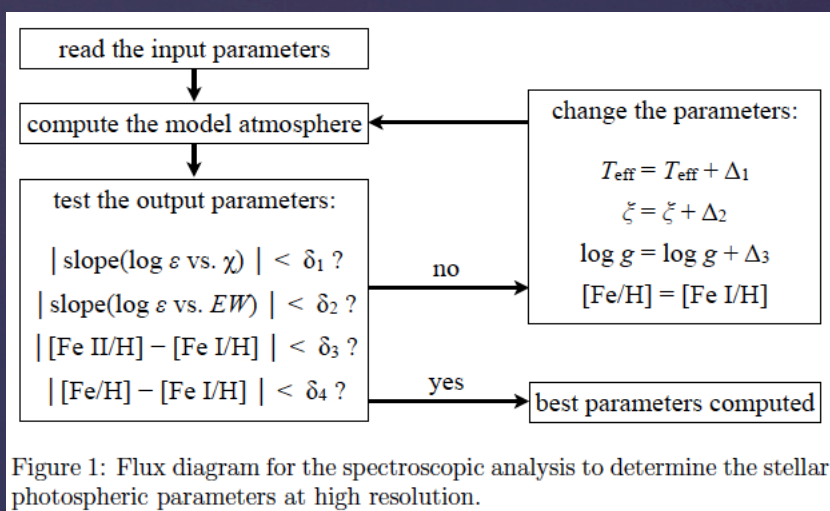 read the input parameters
compute the model atmosphere
test the output parameters:
| slope(log ε vs. χ) | < δ₁ ?
| slope(log ε vs. EW) | < δ₂ ?
| [Fe II/H] − [Fe I/H] | < δ₃ ?
| [Fe/H] − [Fe I/H] | < δ₄ ?
no
yes
change the parameters:
Teff = Teff + Δ₁
ξ = ξ + Δ₂
log g = log g + Δ₃
[Fe/H] = [Fe I/H]
best parameters computed
Figure 1: Flux diagram for the spectroscopic analysis to determine the stellar
photospheric parameters at high resolution.